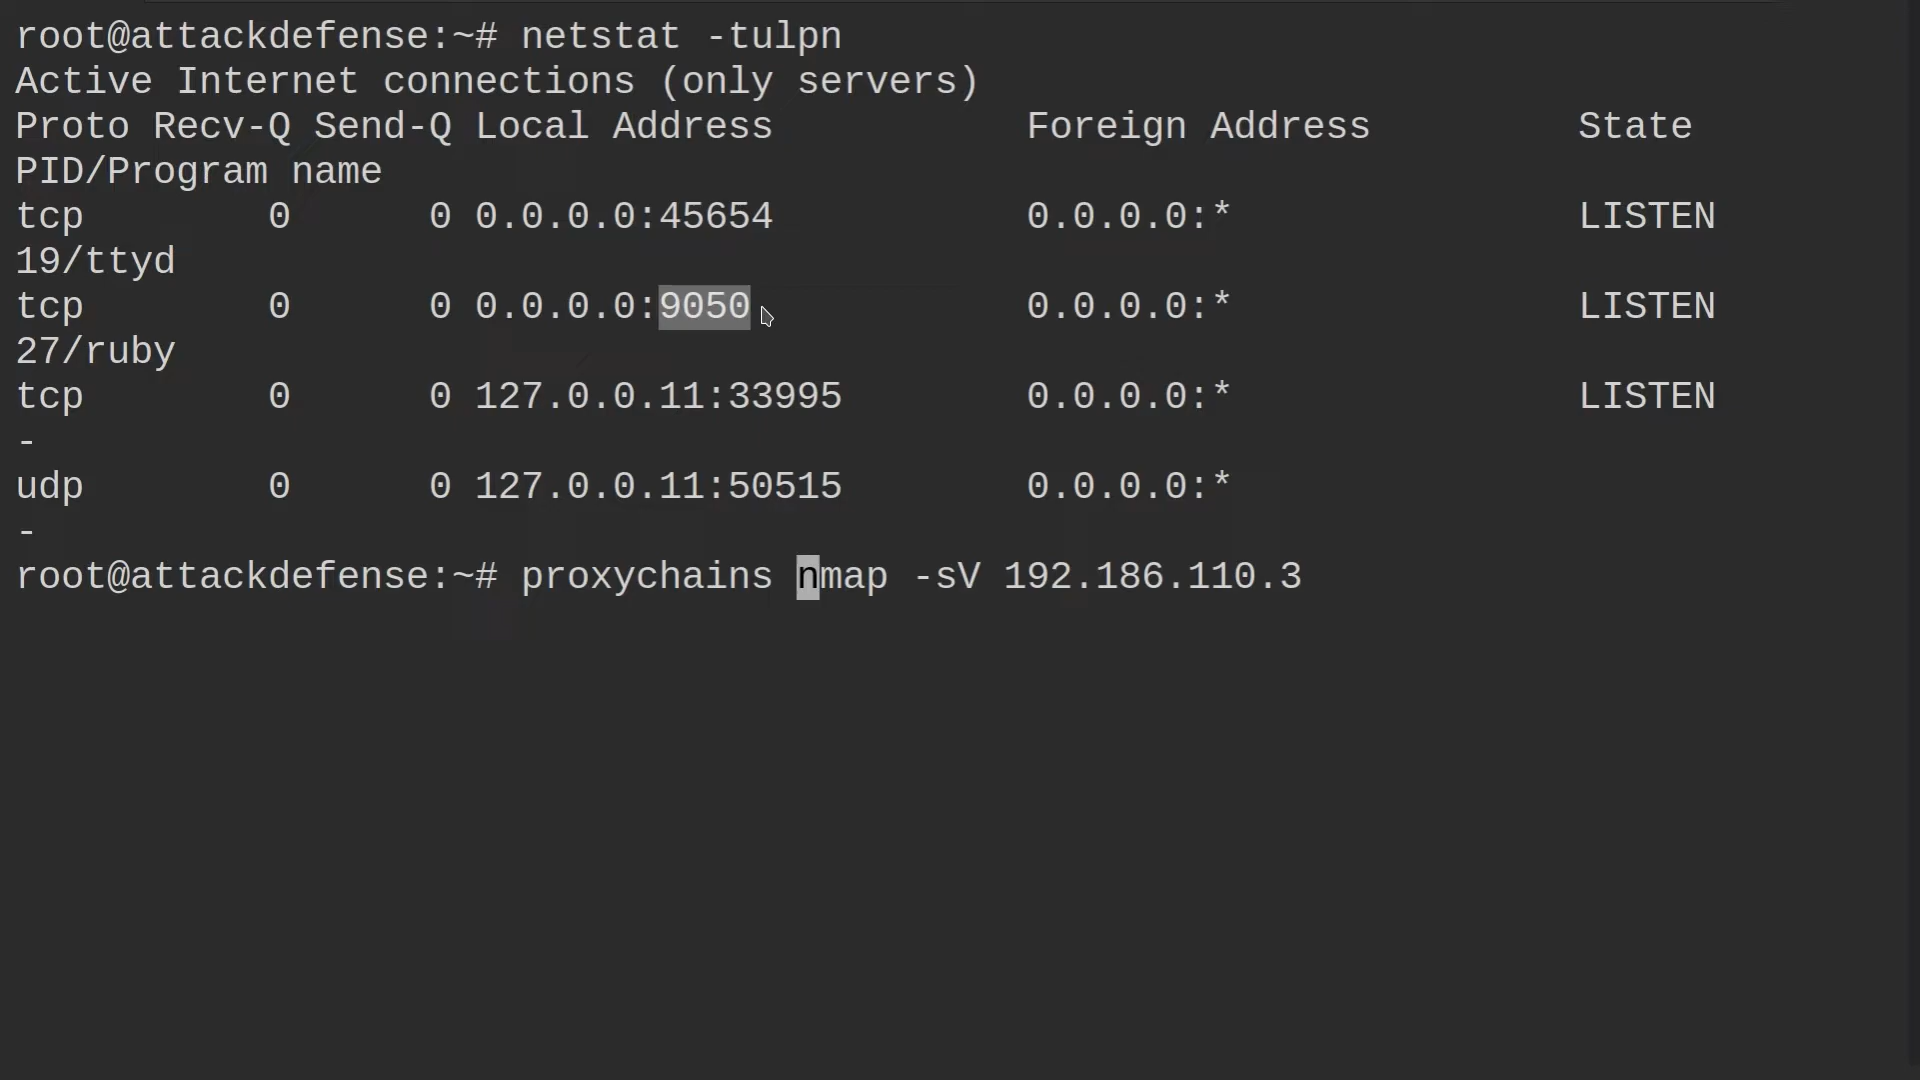 root@attackdefense:~# netstat -tulpn
Active Internet connections (only servers)
Proto Recv-Q Send-Q Local Address           Foreign Address         State
PID/Program name
tcp        0      0 0.0.0.0:45654           0.0.0.0:*               LISTEN
19/ttyd
tcp        0      0 0.0.0.0:9050            0.0.0.0:*               LISTEN
27/ruby
tcp        0      0 127.0.0.11:33995        0.0.0.0:*               LISTEN
-
udp        0      0 127.0.0.11:50515        0.0.0.0:*
-
root@attackdefense:~# proxychains nmap -sV 192.186.110.3